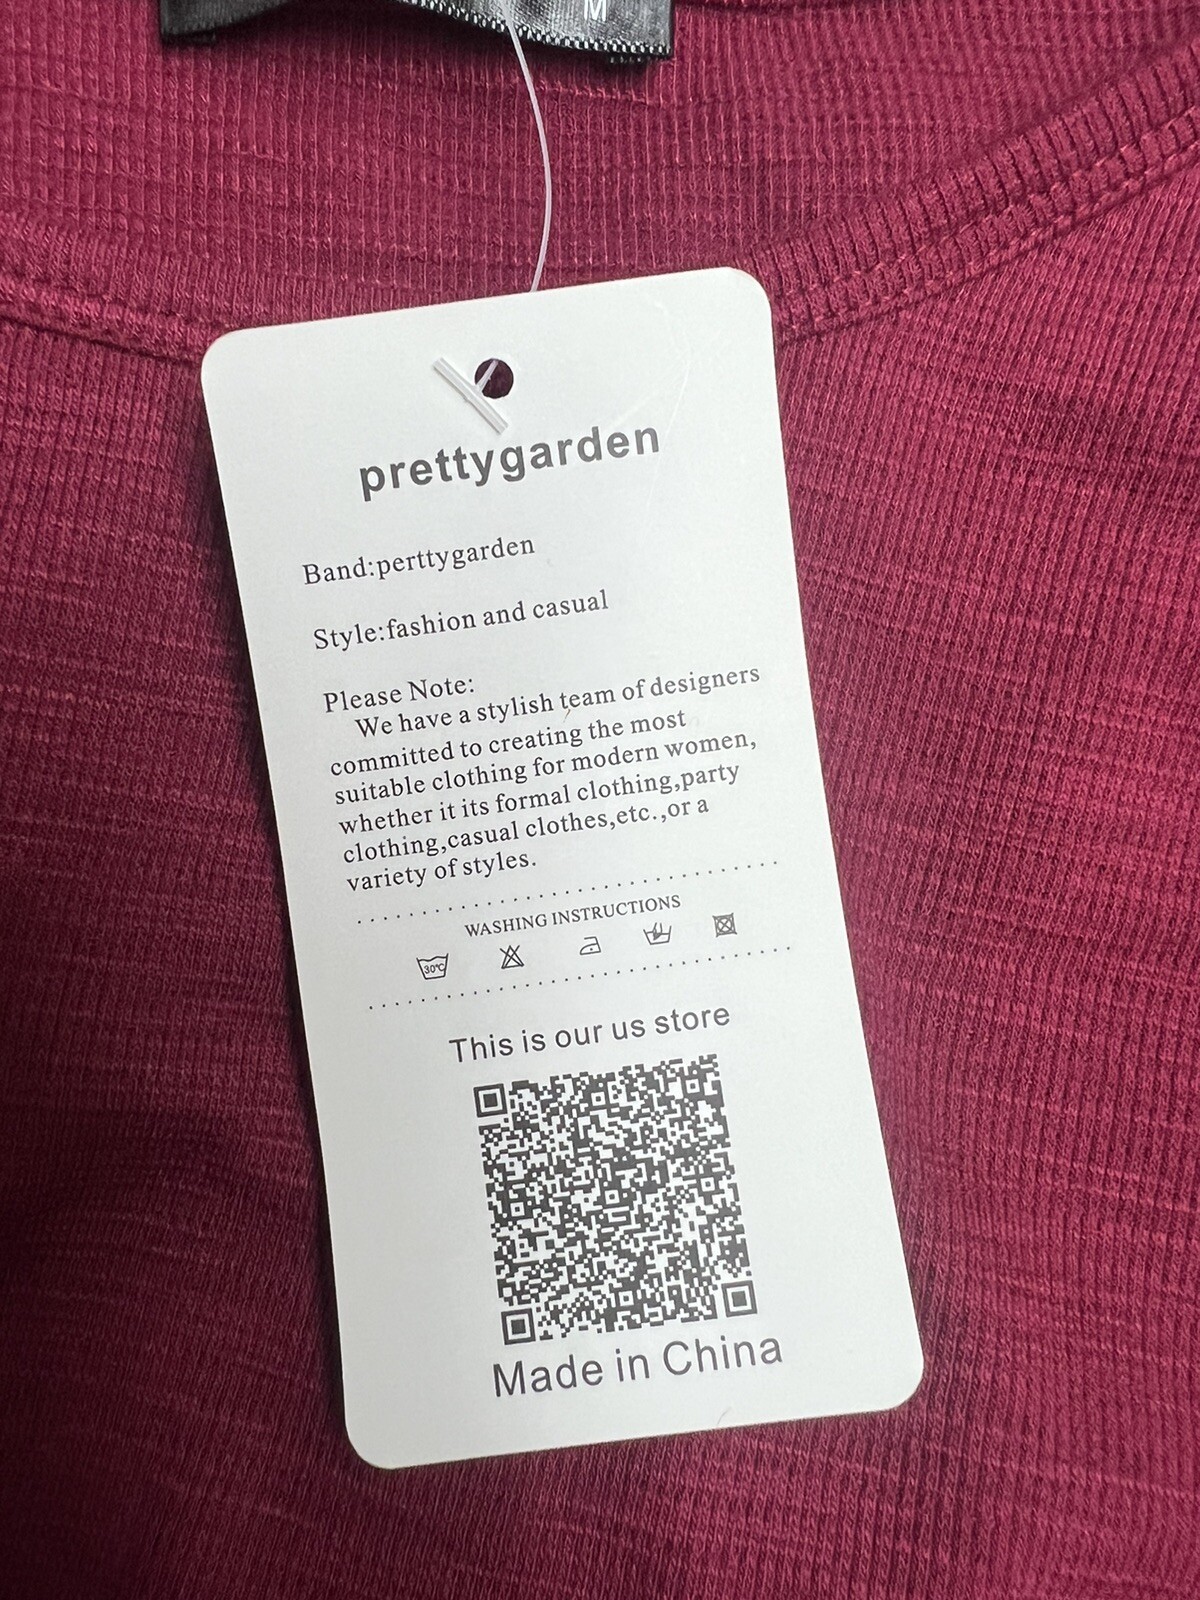 M
prettygarden
Band:perttygarden
Style:fashion and casual
Please Note:
We have a stylish team of designers
committed to creating the most
suitable clothing for modern women,
whether it its formal clothing,party
clothing,casual clothes,etc.,or a
variety of styles.
WASHING INSTRUCTIONS
30°C
This is our us store
Made in China